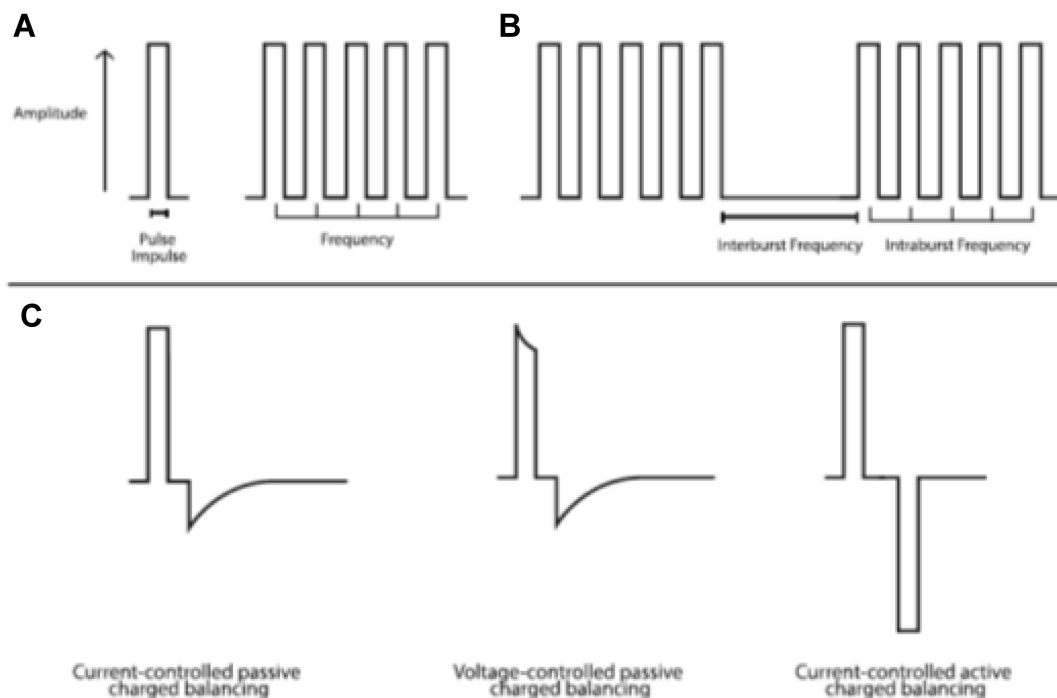 A
B
Amplitude
Pulse
Impulse
Frequency
Interburst Frequency
Intraburst Frequency
C
Current-controlled passive
charged balancing
Voltage-controlled passive
charged balancing
Current-controlled active
charged balancing